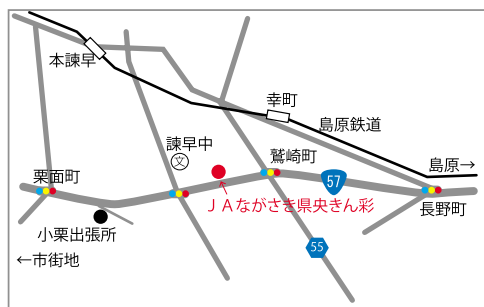 本諫早
幸町
島原鉄道
諫早中
文
鷲崎町
島原→
栗面町
57
長野町
JAながさき県央きん彩
小栗出張所
55
←市街地